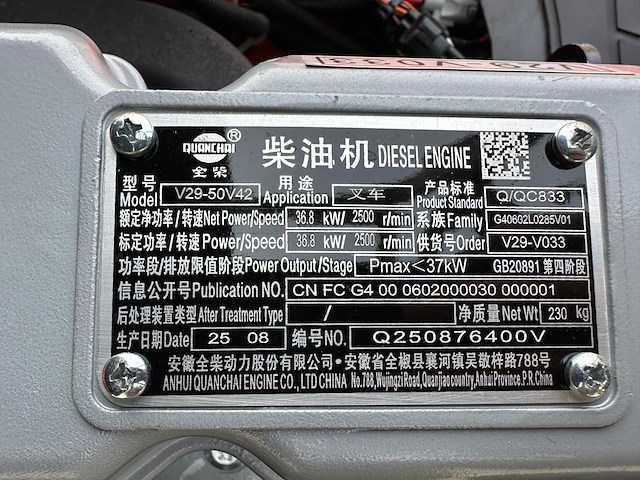 QUANCHAI ®
全柴
柴油机 DIESEL ENGINE
型号 Model V29-50V42 用途 Application 叉车 产品标准 Product Standard Q/QC833
额定净功率/转速 Net Power/Speed 36.8 kW/ 2500 r/min 系族 Family G40602L0285V01
标定功率/转速 Power/Speed 36.8 kW/ 2500 r/min 供货号 Order V29-V033
功率段/排放限值阶段 Power Output/Stage Pmax<37kW GB20891 第四阶段
信息公开号 Publication NO. CN FC G4 00 0602000030 000001
后处理装置类型 After Treatment Type / 净质量 Net Wt 230 kg
生产日期 Date 25 08 编号 NO. Q250876400V
安徽全柴动力股份有限公司·安徽省全椒县襄河镇吴敬梓路788号
ANHUI QUANCHAI ENGINE CO., LTD CHINA No.788,Wujingzi Road,Quanjiao country,Anhui Province.P.R.China